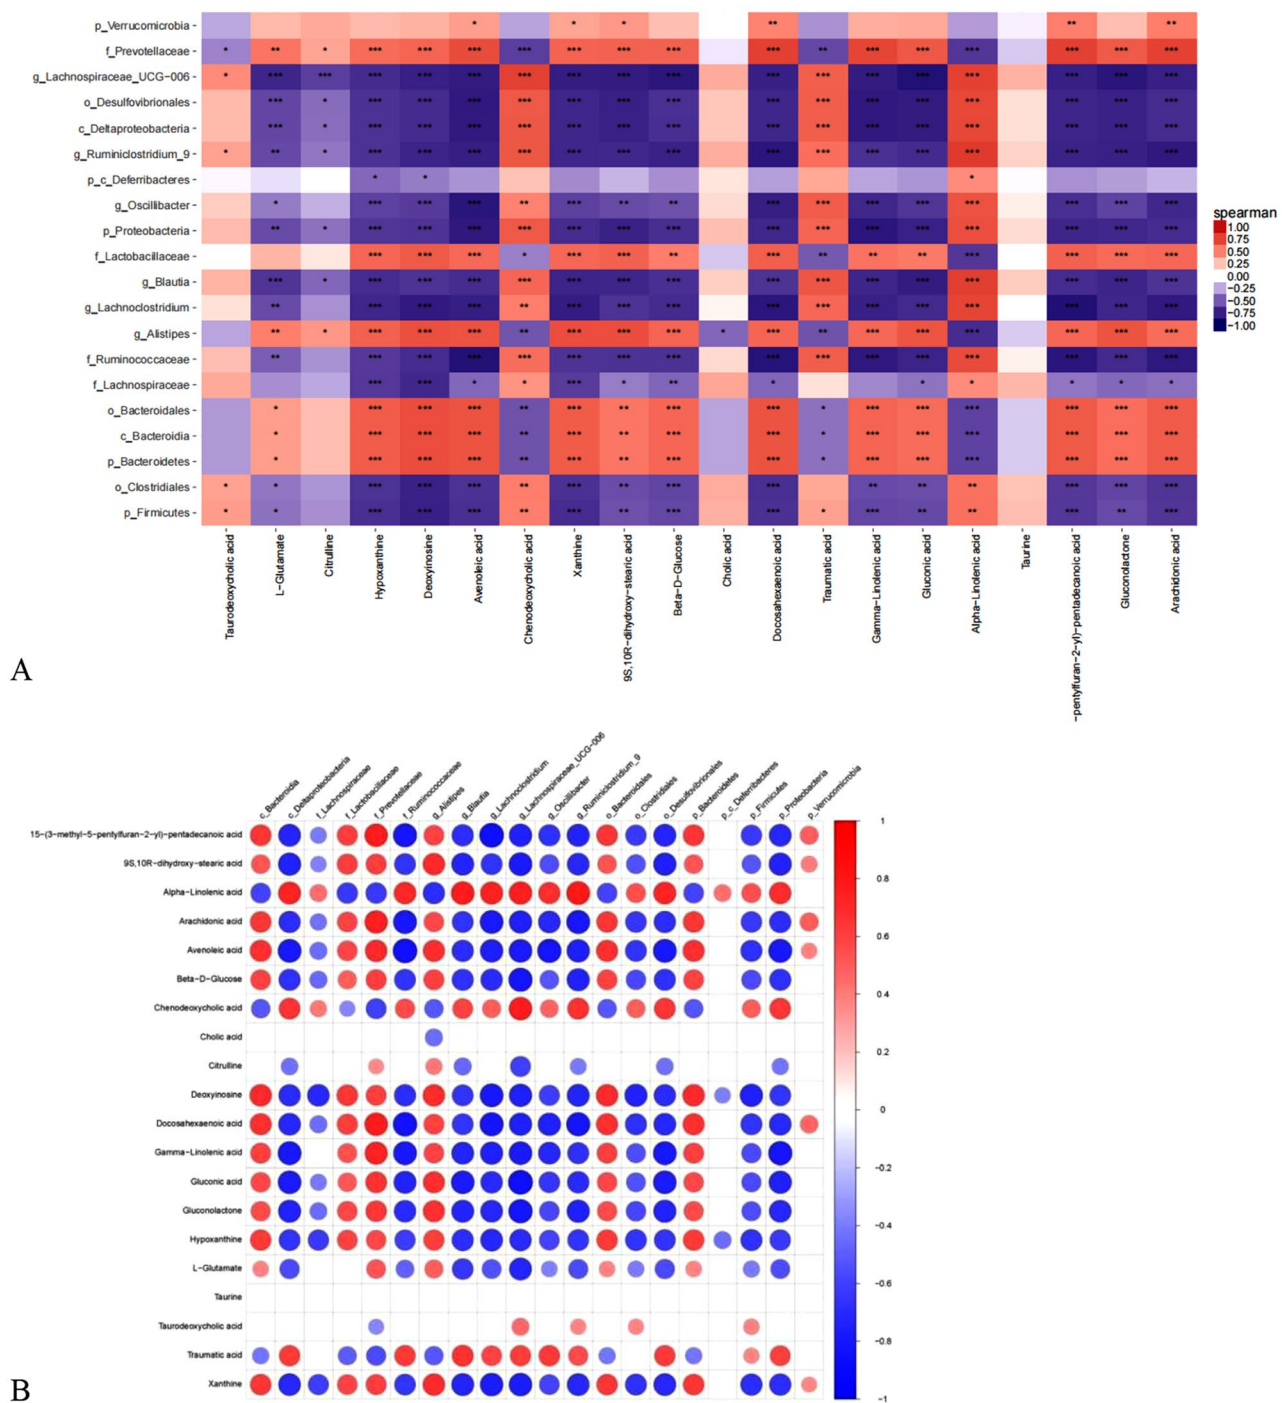 p_Verrucomicrobia
f_Prevotellaceae
g_Lachnospiraceae_UCG-006
o_Desulfovibrionales
c_Deltaproteobacteria
g_Ruminiclostridium_9
p_c_Deferribacteres
g_Oscillibacter
p_Proteobacteria
f_Lactobacillaceae
g_Blautia
g_Lachnoclostridium
g_Alistipes
f_Ruminococcaceae
f_Lachnospiraceae
o_Bacteroidales
c_Bacteroidia
p_Bacteroidetes
o_Clostridiales
p_Firmicutes
spearman
1.00
0.75
0.50
0.25
0.00
-0.25
-0.50
-0.75
-1.00
Taurodeoxycholic acid
L-Glutamate
Citrulline
Hypoxanthine
Deoxyinosine
Avenoleic acid
Chenodeoxycholic acid
Xanthine
9S,10R-dihydroxy-stearic acid
Beta-D-Glucose
Cholic acid
Docosahexaenoic acid
Traumatic acid
Gamma-Linolenic acid
Gluconic acid
Alpha-Linolenic acid
Taurine
-pentylfuran-2-yl)-pentadecanoic acid
Gluconolactone
Arachidonic acid
A
c_Bacteroidia
c_Deltaproteobacteria
f_Lachnospiraceae
f_Lactobacillaceae
f_Prevotellaceae
f_Ruminococcaceae
g_Alistipes
g_Blautia
g_Lachnoclostridium
g_Lachnospiraceae_UCG-006
g_Oscillibacter
g_Ruminiclostridium_9
o_Bacteroidales
o_Clostridiales
o_Desulfovibrionales
p_Bacteroidetes
p_c_Deferribacteres
p_Firmicutes
p_Proteobacteria
p_Verrucomicrobia
15-(3-methyl-5-pentylfuran-2-yl)-pentadecanoic acid
9S,10R-dihydroxy-stearic acid
Alpha-Linolenic acid
Arachidonic acid
Avenoleic acid
Beta-D-Glucose
Chenodeoxycholic acid
Cholic acid
Citrulline
Deoxyinosine
Docosahexaenoic acid
Gamma-Linolenic acid
Gluconic acid
Gluconolactone
Hypoxanthine
L-Glutamate
Taurine
Taurodeoxycholic acid
Traumatic acid
Xanthine
1
0.8
0.6
0.4
0.2
0
-0.2
-0.4
-0.6
-0.8
-1
B